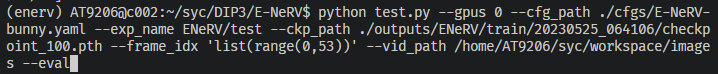 (enerv) AT9206@c002:~/syc/DIP3/E-NeRV$ python test.py --gpus 0 --cfg_path ./cfgs/E-NeRV-
bunny.yaml --exp_name ENeRV/test --ckp_path ./outputs/ENeRV/train/20230525_064106/checkp
oint_100.pth --frame_idx 'list(range(0,53))' --vid_path /home/AT9206/syc/workspace/image
s --eval